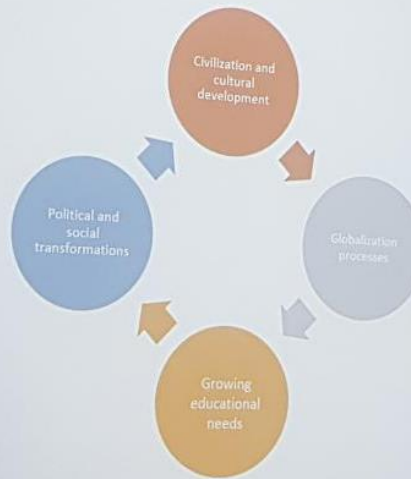 Civilization and
cultural
development
Globalization
processes
Growing
educational
needs
Political and
social
transformations